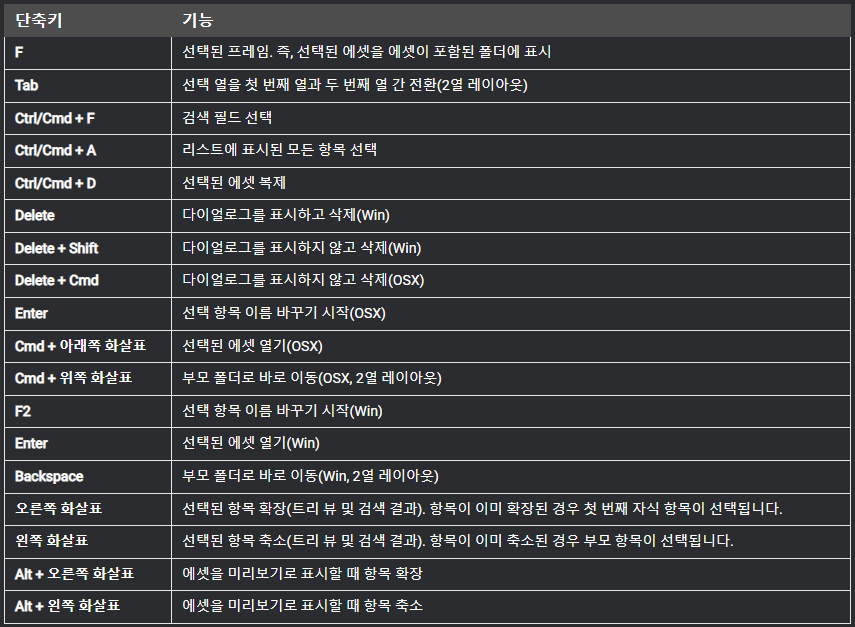 단축키 기능
F 선택된 프레임. 즉, 선택된 에셋을 에셋이 포함된 폴더에 표시
Tab 선택 열을 첫 번째 열과 두 번째 열 간 전환(2열 레이아웃)
Ctrl/Cmd + F 검색 필드 선택
Ctrl/Cmd + A 리스트에 표시된 모든 항목 선택
Ctrl/Cmd + D 선택된 에셋 복제
Delete 다이얼로그를 표시하고 삭제(Win)
Delete + Shift 다이얼로그를 표시하지 않고 삭제(Win)
Delete + Cmd 다이얼로그를 표시하지 않고 삭제(OSX)
Enter 선택 항목 이름 바꾸기 시작(OSX)
Cmd + 아래쪽 화살표 선택된 에셋 열기(OSX)
Cmd + 위쪽 화살표 부모 폴더로 바로 이동(OSX, 2열 레이아웃)
F2 선택 항목 이름 바꾸기 시작(Win)
Enter 선택된 에셋 열기(Win)
Backspace 부모 폴더로 바로 이동(Win, 2열 레이아웃)
오른쪽 화살표 선택된 항목 확장(트리 뷰 및 검색 결과). 항목이 이미 확장된 경우 첫 번째 자식 항목이 선택됩니다.
왼쪽 화살표 선택된 항목 축소(트리 뷰 및 검색 결과). 항목이 이미 축소된 경우 부모 항목이 선택됩니다.
Alt + 오른쪽 화살표 에셋을 미리보기로 표시할 때 항목 확장
Alt + 왼쪽 화살표 에셋을 미리보기로 표시할 때 항목 축소